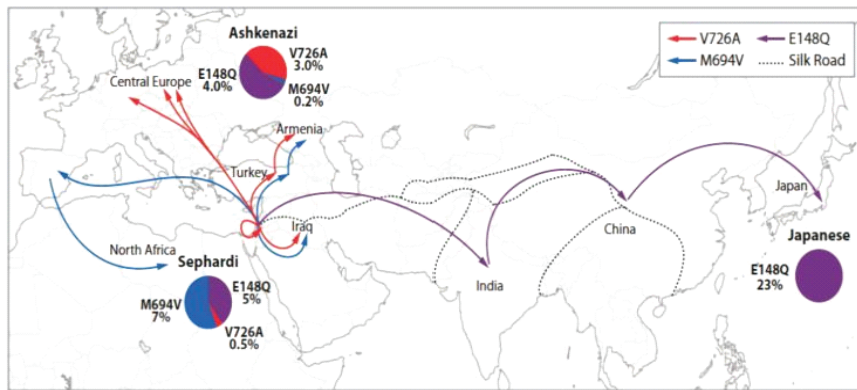 Ashkenazi
V726A
3.0%
E148Q
4.0%
M694V
0.2%
Central Europe
Armenia
Turkey
Iraq
North Africa
Sephardi
M694V
7%
E148Q
5%
V726A
0.5%
India
China
Japan
Japanese
E148Q
23%
V726A
E148Q
M694V
Silk Road